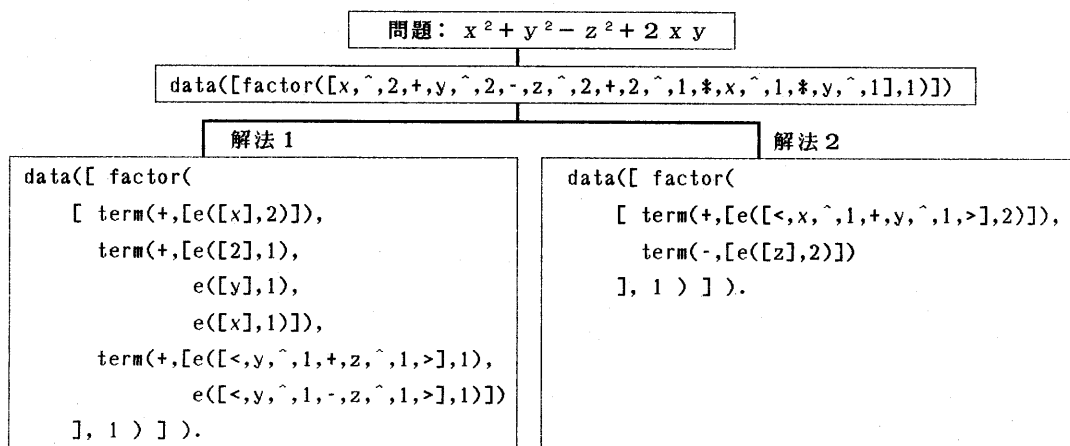 問題: x²+y²−z²+2xy
data([factor([x,^,2,+,y,^,2,-,z,^,2,+,2,^,1,*,x,^,1,*,y,^,1],1)])
解法1
data([ factor(
[ term(+,[e([x],2)]),
term(+,[e([2],1),
e([y],1),
e([x],1)]),
term(+,[e([<,y,^,1,+,z,^,1,>],1),
e([<,y,^,1,-,z,^,1,>],1)])
], 1 ) ] ).
解法2
data([ factor(
[ term(+,[e([<,x,^,1,+,y,^,1,>],2)]),
term(-,[e([z],2)])
], 1 ) ] ).